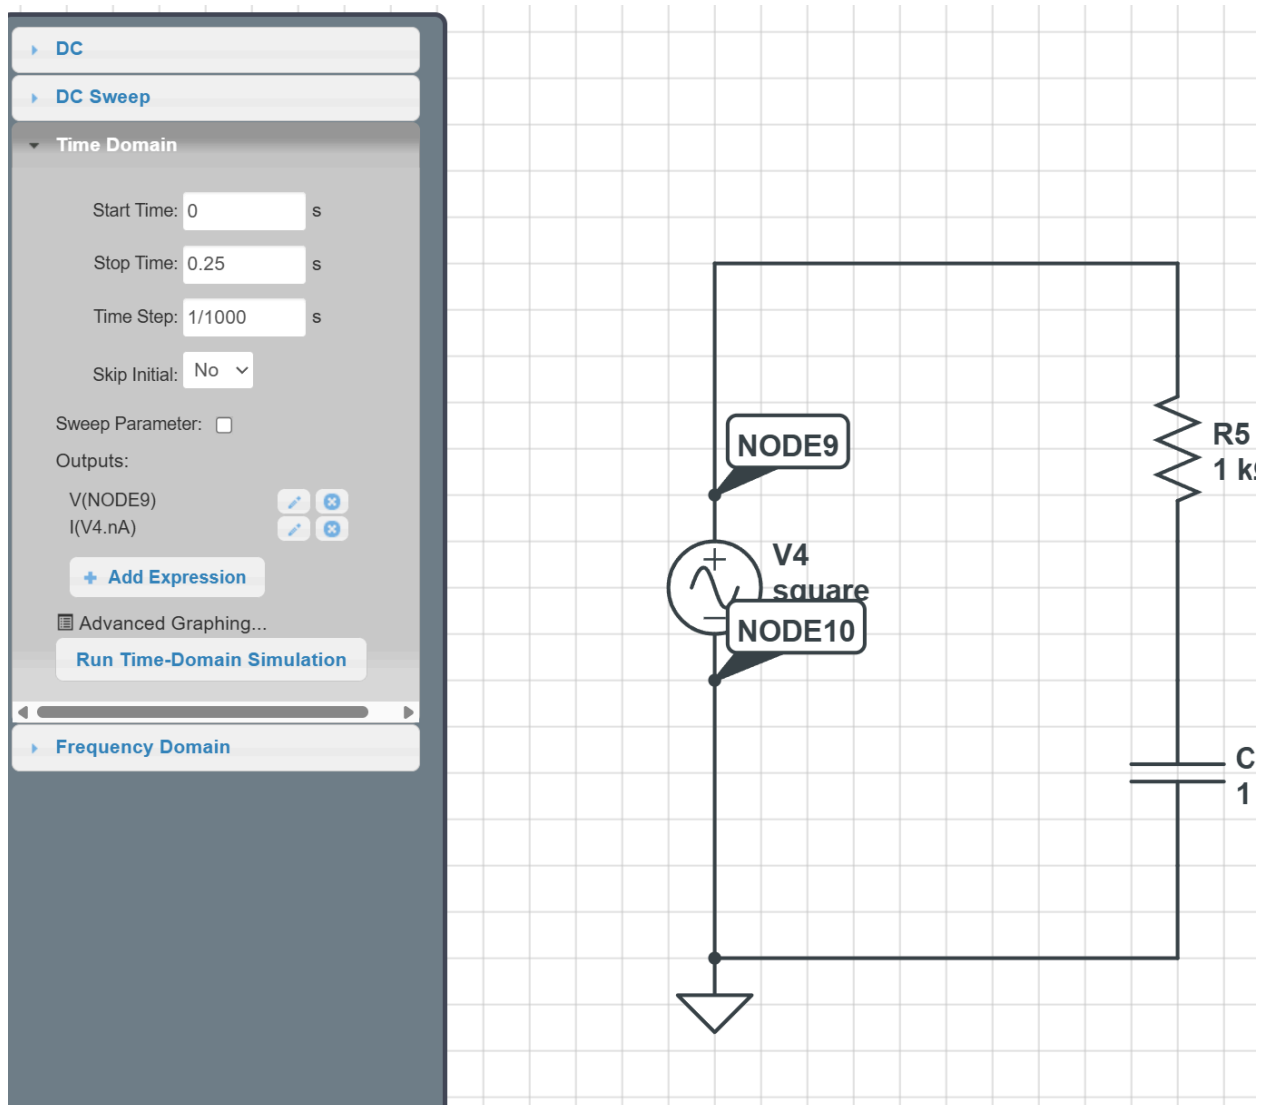 DC
DC Sweep
Time Domain
Start Time: 0 s
Stop Time: 0.25 s
Time Step: 1/1000 s
Skip Initial: No
Sweep Parameter:
Outputs:
V(NODE9)
I(V4.nA)
+ Add Expression
Advanced Graphing...
Run Time-Domain Simulation
Frequency Domain
NODE9
V4
square
NODE10
R5
1 k
C
1